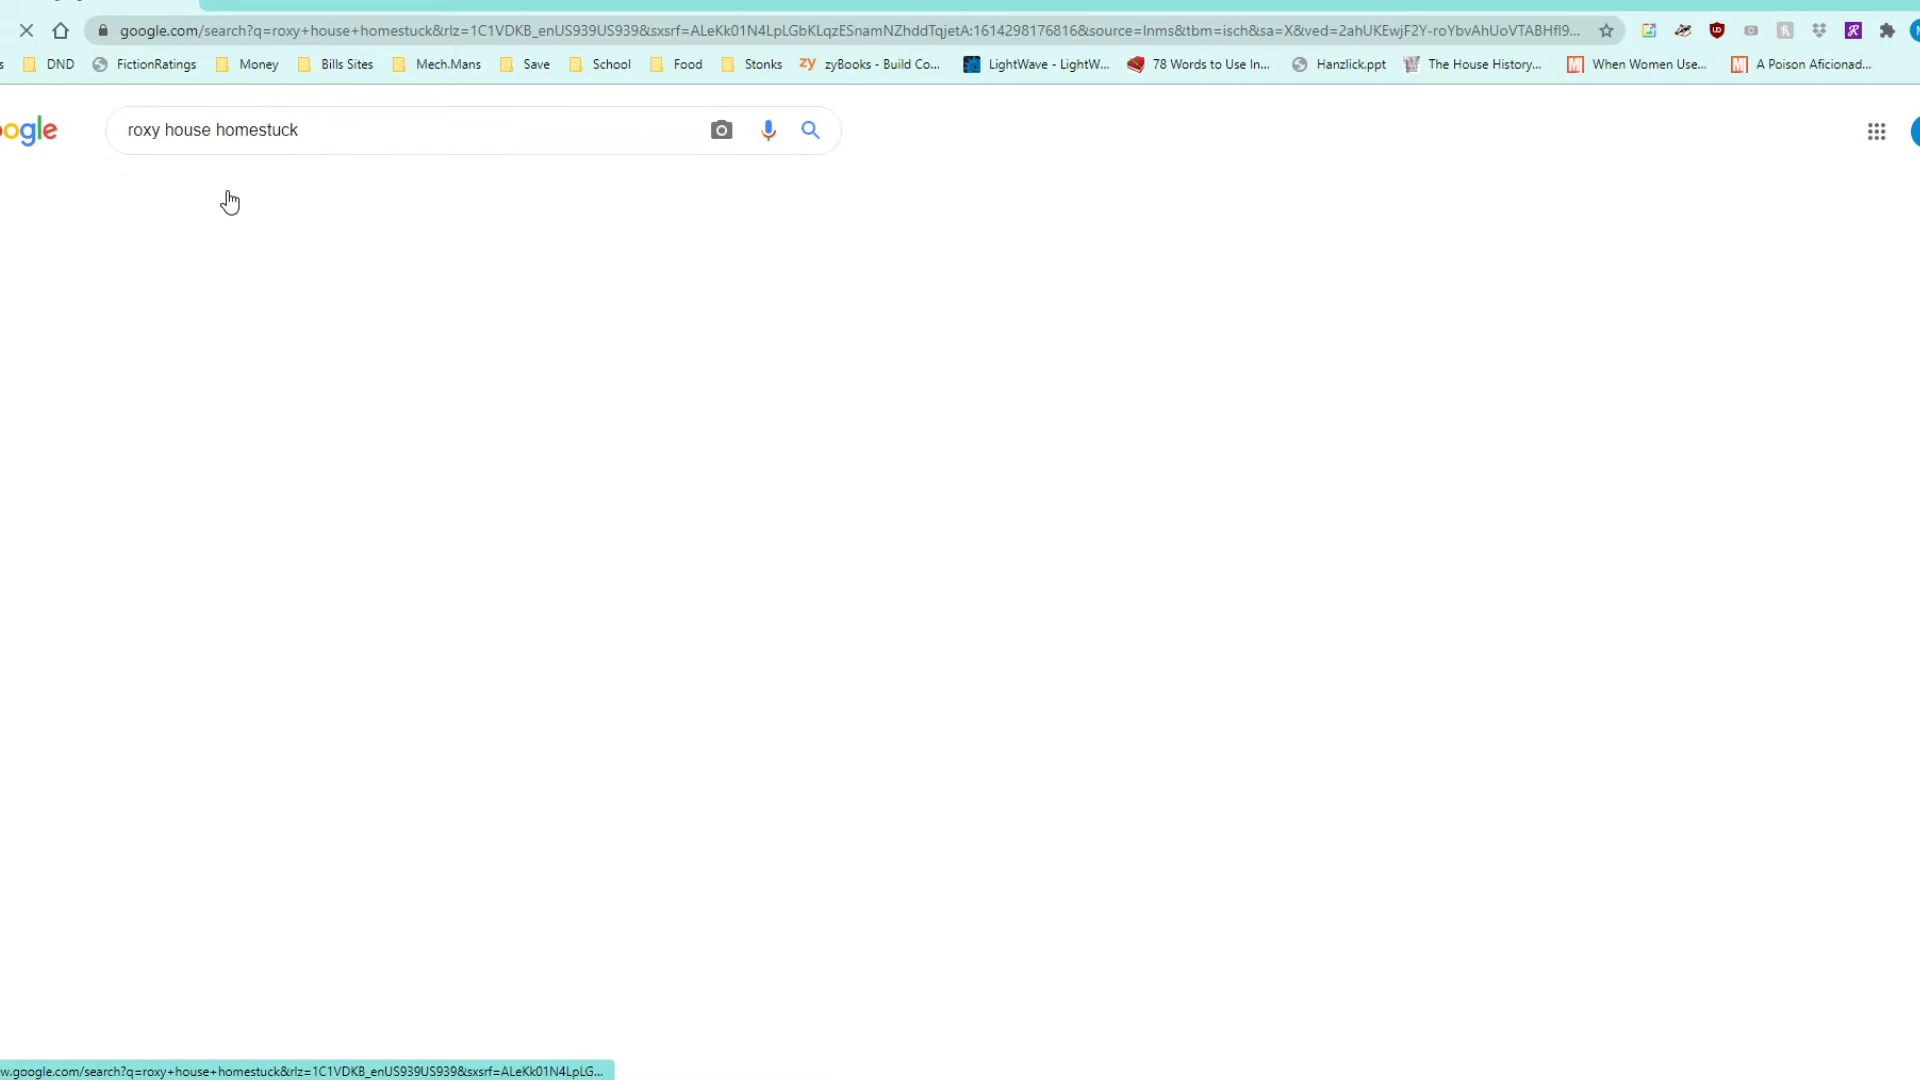 google.com/search?q=roxy+house+homestuck&rlz=1C1VDKB_enUS939US939&sxsrf=ALeKk01N4LpLGbKLqzESnamNZhddTqjetA:1614298176816&source=lnms&tbm=isch&sa=X&ved=2ahUKEwjF2Y-roYbvAhUoVTABHfl9...
s DND FictionRatings Money Bills Sites Mech.Mans Save School Food Stonks zy zyBooks - Build Co... LightWave - LightW... 78 Words to Use In... Hanzlick.ppt The House History... When Women Use... A Poison Aficionad...
oogle roxy house homestuck
w.google.com/search?q=roxy+house+homestuck&rlz=1C1VDKB_enUS939US939&sxsrf=ALeKk01N4LpLG...